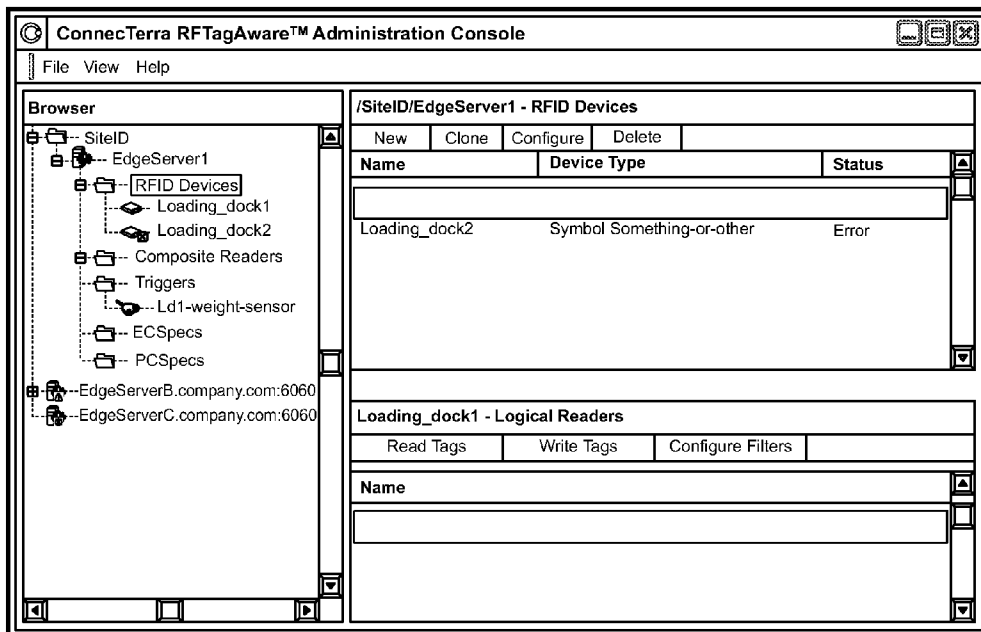 ConnecTerra RFTagAware™ Administration Console
File View Help
Browser
SiteID
EdgeServer1
RFID Devices
Loading_dock1
Loading_dock2
Composite Readers
Triggers
Ld1-weight-sensor
ECSpecs
PCSpecs
EdgeServerB.company.com:6060
EdgeServerC.company.com:6060
/SiteID/EdgeServer1 - RFID Devices
New Clone Configure Delete
Name Device Type Status
Loading_dock2 Symbol Something-or-other Error
Loading_dock1 - Logical Readers
Read Tags Write Tags Configure Filters
Name